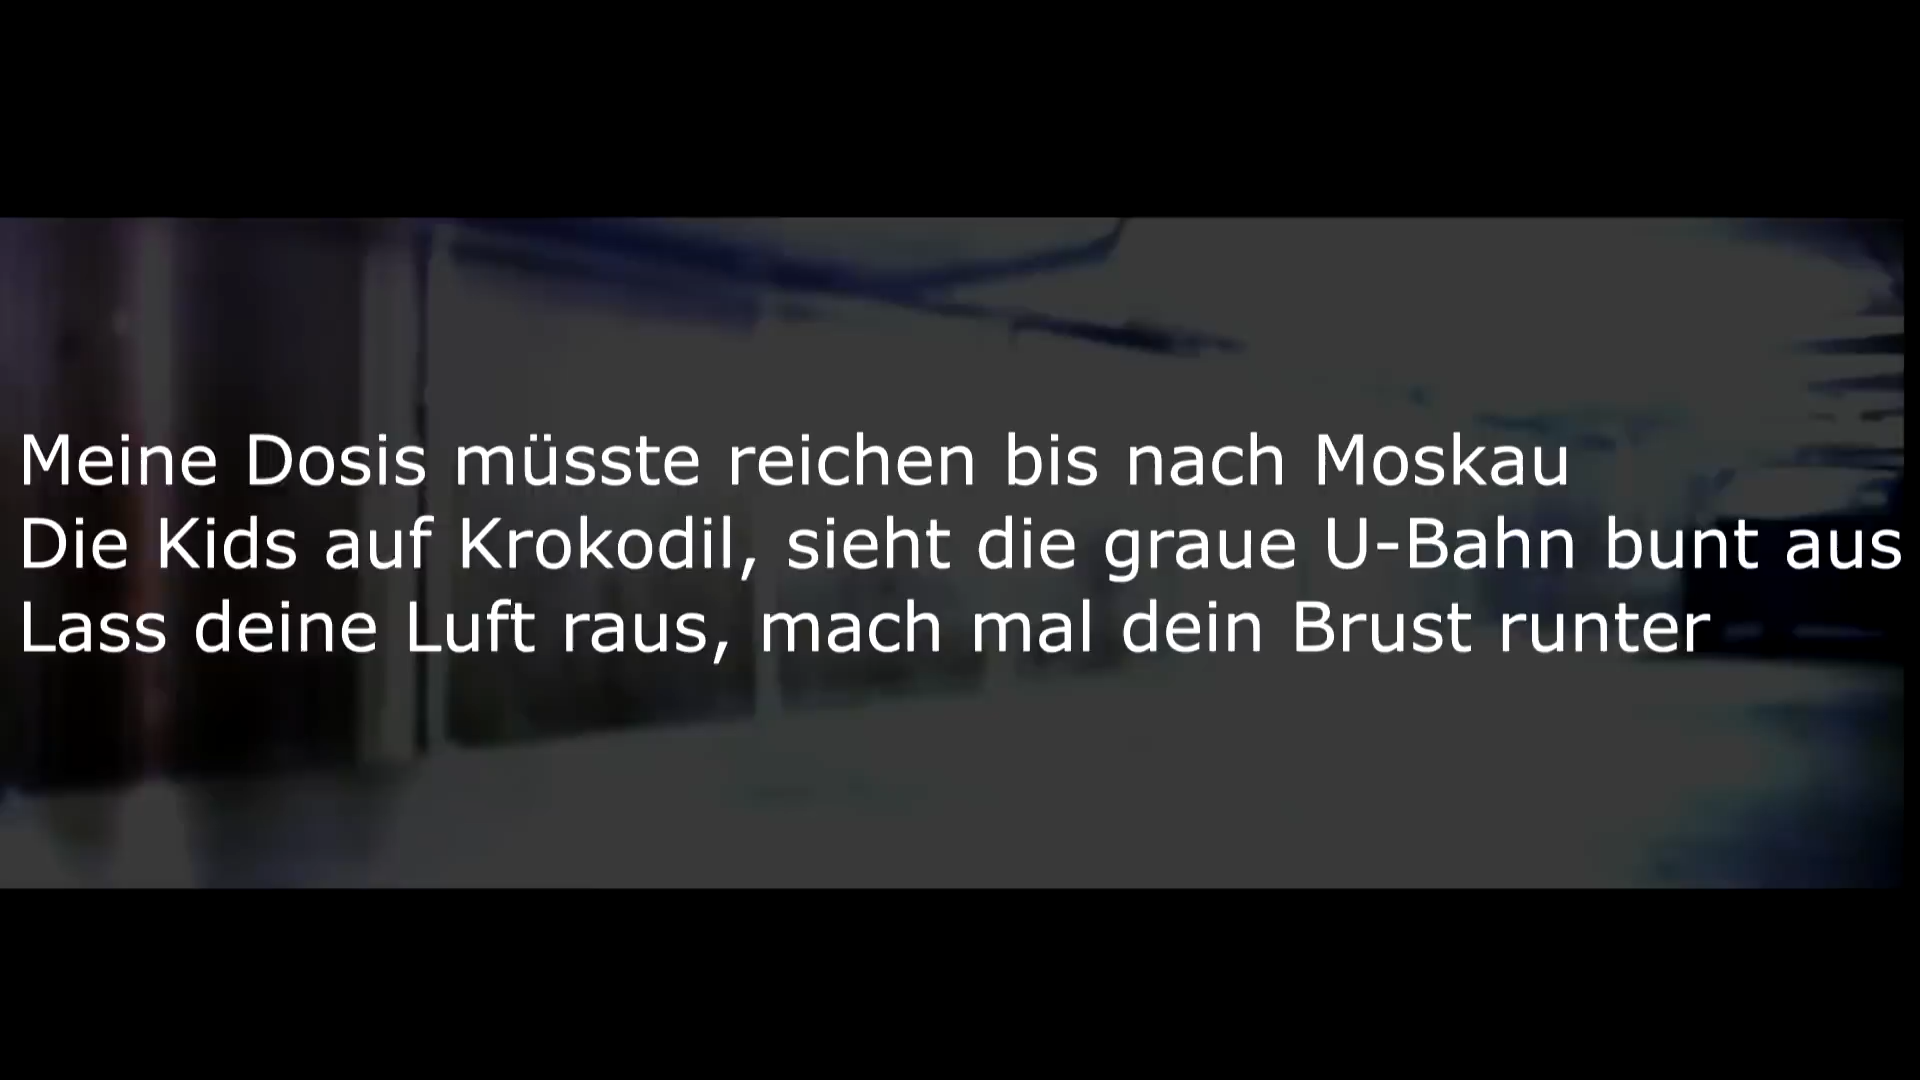 Meine Dosis müsste reichen bis nach Moskau
Die Kids auf Krokodil, sieht die graue U-Bahn bunt aus
Lass deine Luft raus, mach mal dein Brust runter